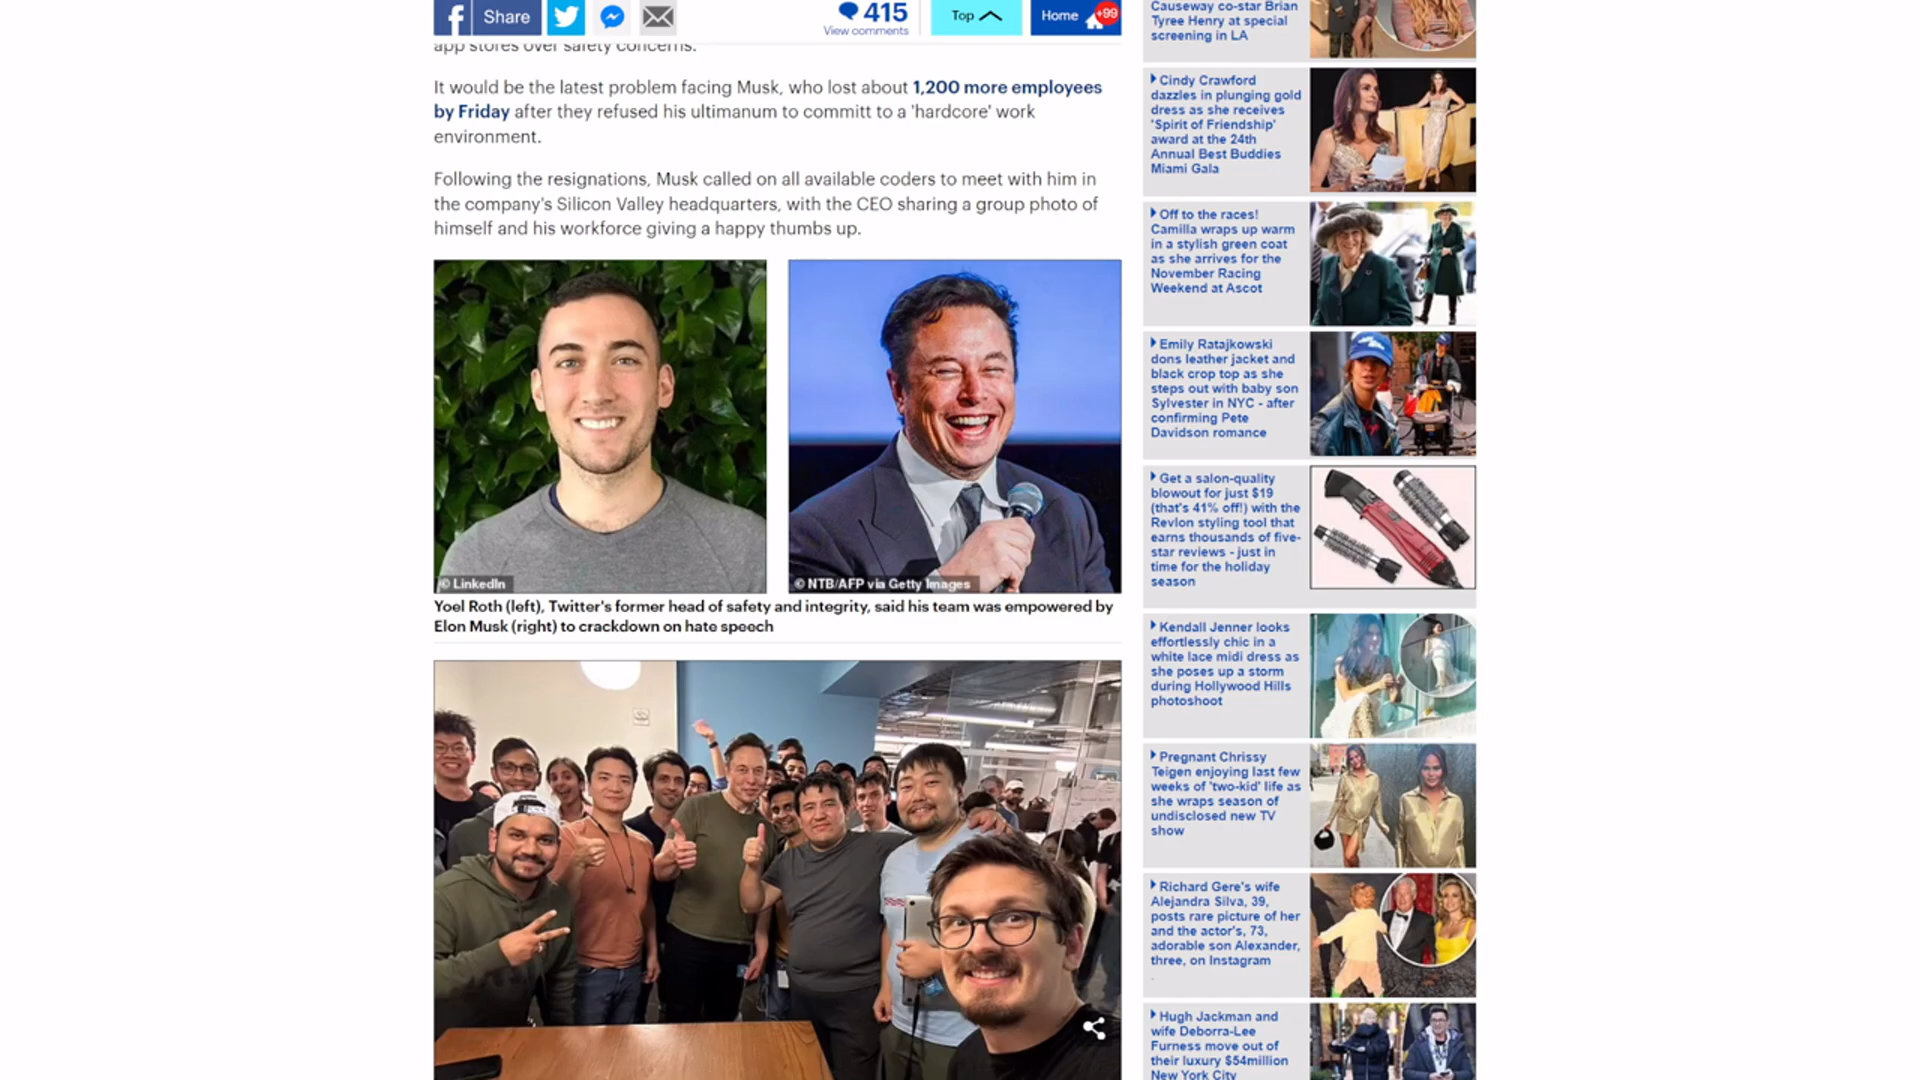 Share
415
View comments
Top
Home
+99
app stores over safety concerns.
It would be the latest problem facing Musk, who lost about 1,200 more employees
by Friday after they refused his ultimanum to committ to a 'hardcore' work
environment.
Following the resignations, Musk called on all available coders to meet with him in
the company's Silicon Valley headquarters, with the CEO sharing a group photo of
himself and his workforce giving a happy thumbs up.
© LinkedIn
© NTB/AFP via Getty Images
Yoel Roth (left), Twitter's former head of safety and integrity, said his team was empowered by
Elon Musk (right) to crackdown on hate speech
Causeway co-star Brian
Tyree Henry at special
screening in LA
Cindy Crawford
dazzles in plunging gold
dress as she receives
'Spirit of Friendship'
award at the 24th
Annual Best Buddies
Miami Gala
Off to the races!
Camilla wraps up warm
in a stylish green coat
as she arrives for the
November Racing
Weekend at Ascot
Emily Ratajkowski
dons leather jacket and
black crop top as she
steps out with baby son
Sylvester in NYC - after
confirming Pete
Davidson romance
Get a salon-quality
blowout for just $19
(that's 41% off!) with the
Revlon styling tool that
earns thousands of five-
star reviews - just in
time for the holiday
season
Kendall Jenner looks
effortlessly chic in a
white lace midi dress as
she poses up a storm
during Hollywood Hills
photoshoot
Pregnant Chrissy
Teigen enjoying last few
weeks of 'two-kid' life as
she wraps season of
undisclosed new TV
show
Richard Gere's wife
Alejandra Silva, 39,
posts rare picture of her
and the actor's, 73,
adorable son Alexander,
three, on Instagram
.
Hugh Jackman and
wife Deborra-Lee
Furness move out of
their luxury $54million
New York City